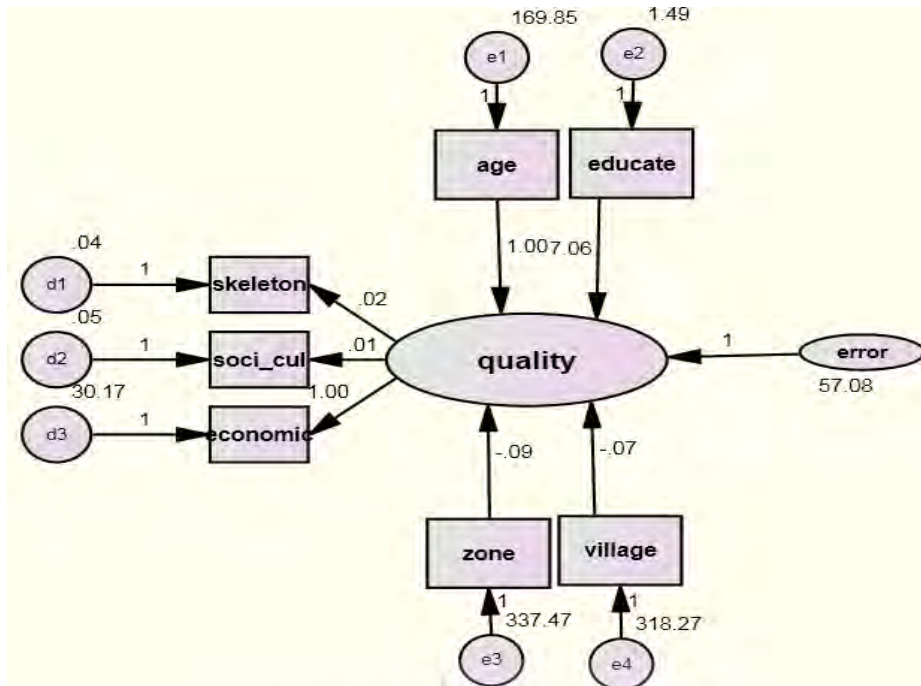 169.85
1.49
e1
e2
1
1
age
educate
.04
1.00
7.06
d1
1
skeleton
.02
.05
d2
1
soci_cul
.01
quality
1
error
30.17
1.00
57.08
d3
1
economic
-.09
-.07
zone
village
1
337.47
1
318.27
e3
e4